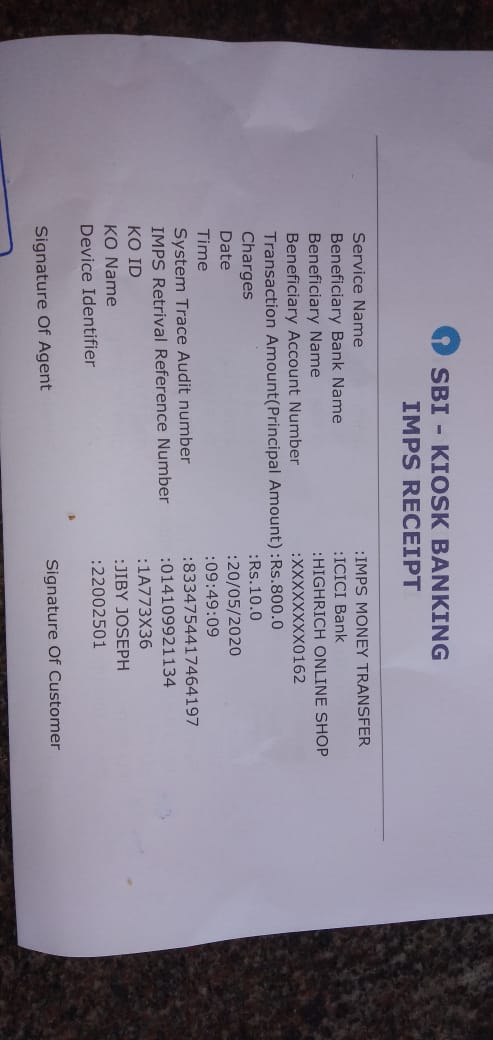 SBI - KIOSK BANKING
IMPS RECEIPT
Service Name :IMPS MONEY TRANSFER
Beneficiary Bank Name :ICICI Bank
Beneficiary Name :HIGHRICH ONLINE SHOP
Beneficiary Account Number :XXXXXXXX0162
Transaction Amount(Principal Amount) :Rs.800.0
Charges :Rs.10.0
Date :20/05/2020
Time :09:49:09
System Trace Audit number :8334754417464197
IMPS Retrival Reference Number :014109921134
KO ID :1A773X36
KO Name :JIBY JOSEPH
Device Identifier :22002501
Signature Of Agent Signature Of Customer